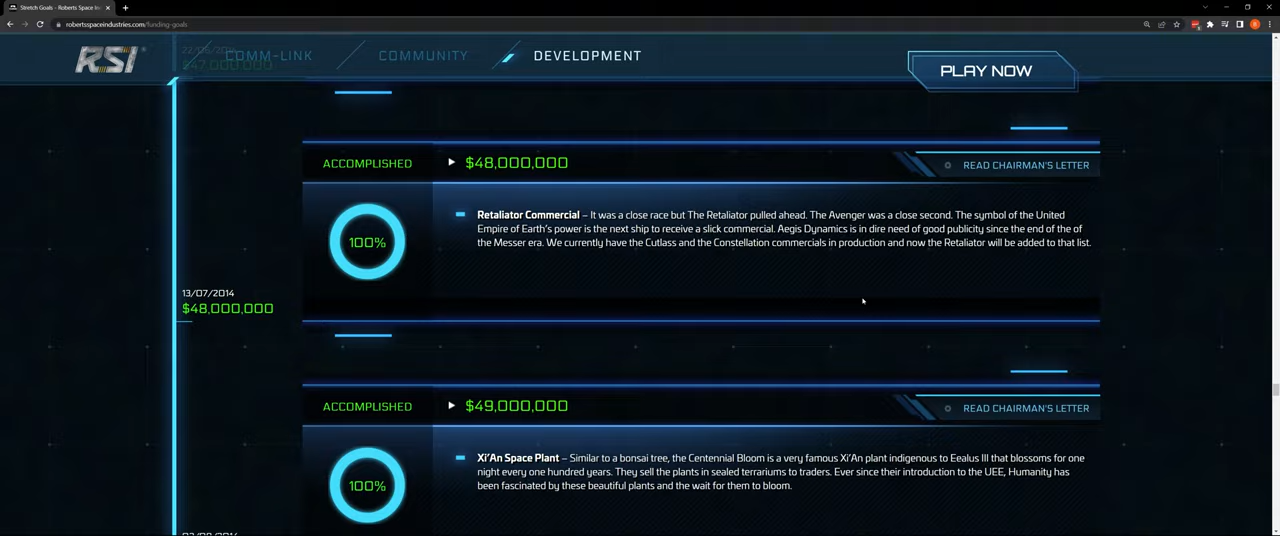 Stretch Goals - Roberts Space In
robertsspaceindustries.com/funding-goals
RSI
COMM-LINK
COMMUNITY
DEVELOPMENT
PLAY NOW
$47,000,000
ACCOMPLISHED
$48,000,000
READ CHAIRMAN'S LETTER
100%
Retaliator Commercial – It was a close race but The Retaliator pulled ahead. The Avenger was a close second. The symbol of the United
Empire of Earth's power is the next ship to receive a slick commercial. Aegis Dynamics is in dire need of good publicity since the end of the of
the Messer era. We currently have the Cutlass and the Constellation commercials in production and now the Retaliator will be added to that list.
13/07/2014
$48,000,000
ACCOMPLISHED
$49,000,000
READ CHAIRMAN'S LETTER
100%
Xi'An Space Plant – Similar to a bonsai tree, the Centennial Bloom is a very famous Xi'An plant indigenous to Eealus III that blossoms for one
night every one hundred years. They sell the plants in sealed terrariums to traders. Ever since their introduction to the UEE, Humanity has
been fascinated by these beautiful plants and the wait for them to bloom.